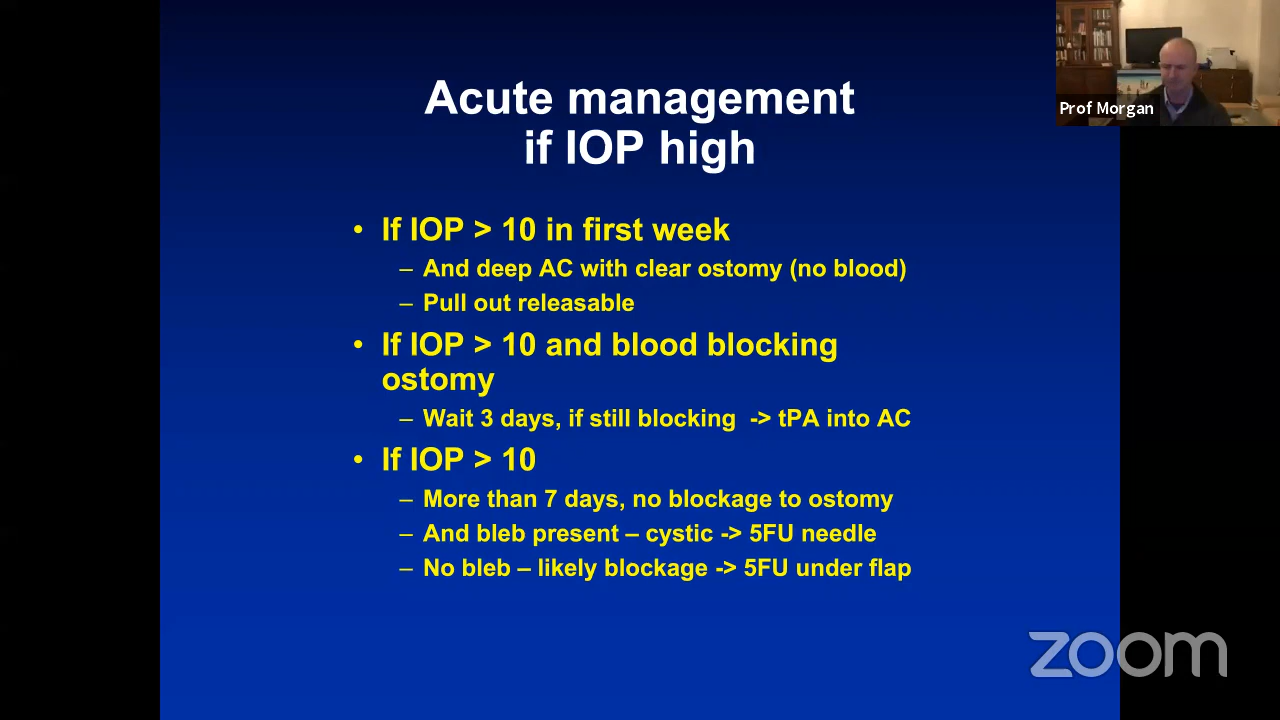 Acute management
if IOP high
Prof Morgan
• If IOP > 10 in first week
– And deep AC with clear ostomy (no blood)
– Pull out releasable
• If IOP > 10 and blood blocking
ostomy
– Wait 3 days, if still blocking -> tPA into AC
• If IOP > 10
– More than 7 days, no blockage to ostomy
– And bleb present – cystic -> 5FU needle
– No bleb – likely blockage -> 5FU under flap
zoom